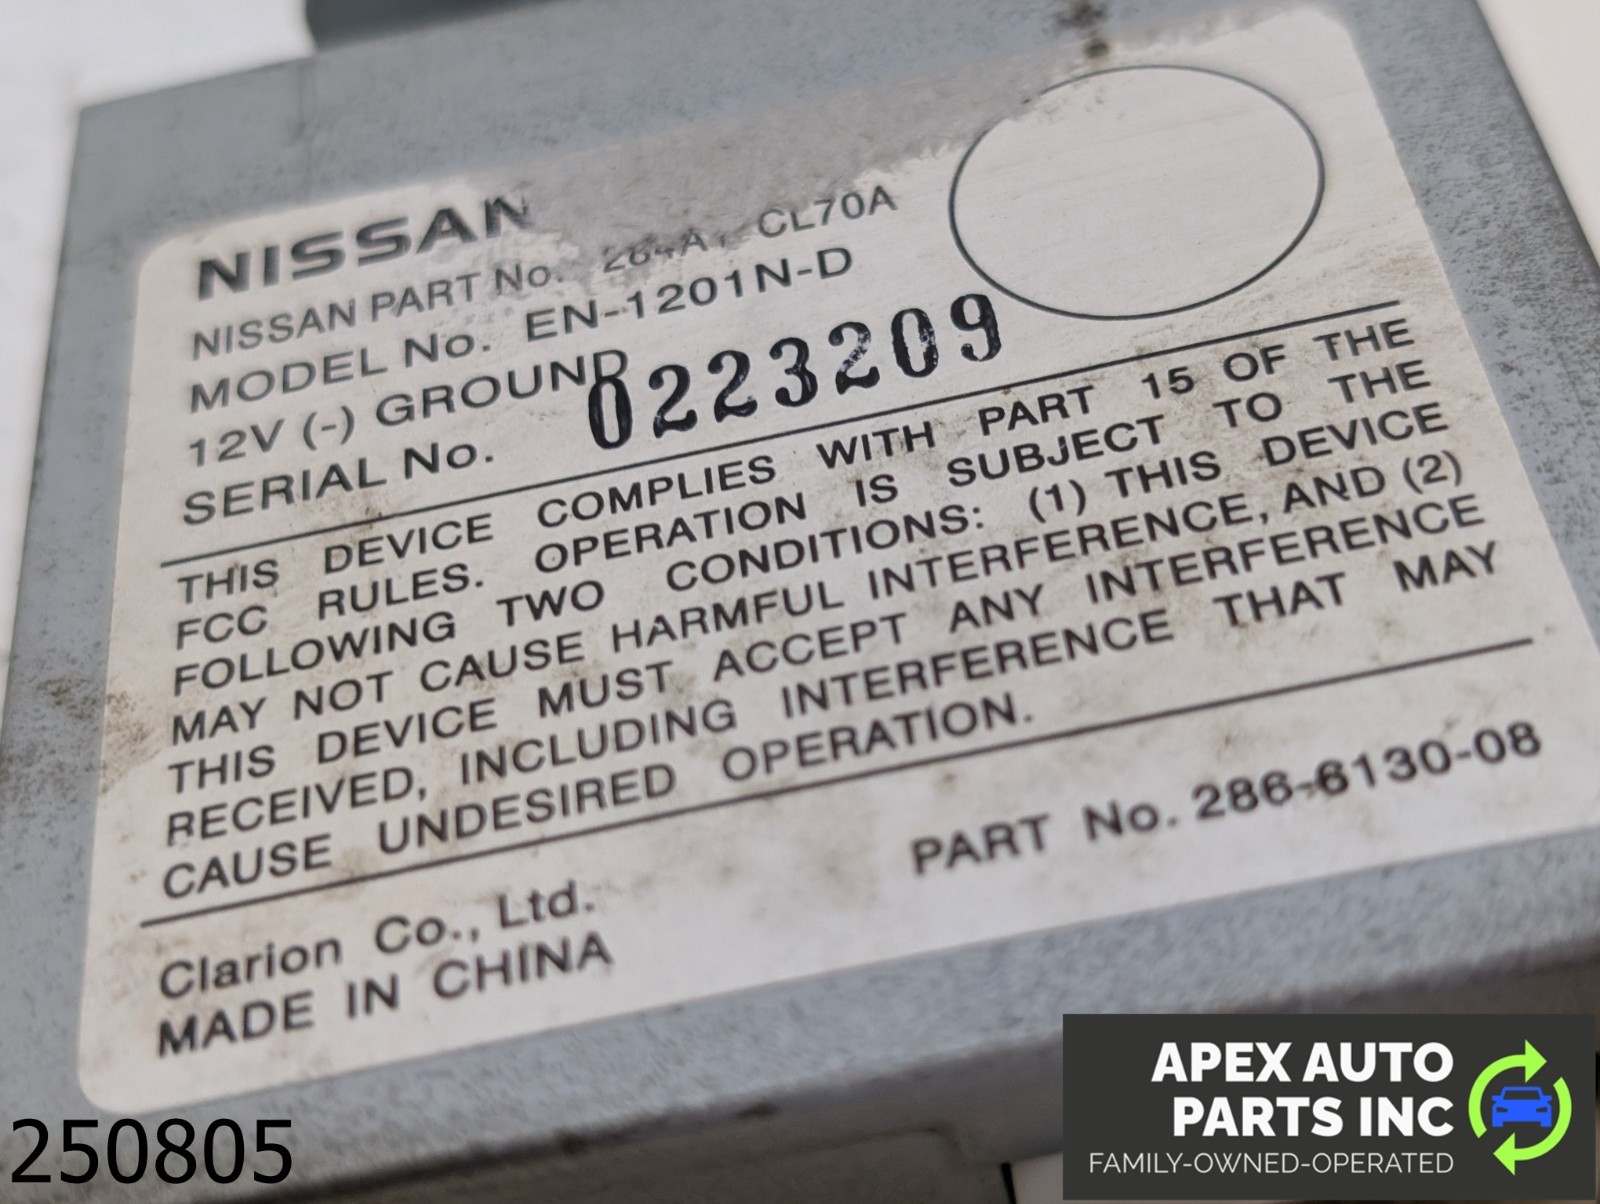 NISSAN
NISSAN PART No. CL70A
MODEL No. EN-1201N-D
12V (-) GROUND
SERIAL No. 0223209
THIS DEVICE COMPLIES WITH PART 15 OF THE
FCC RULES. OPERATION IS SUBJECT TO THE
FOLLOWING TWO CONDITIONS: (1) THIS DEVICE
MAY NOT CAUSE HARMFUL INTERFERENCE, AND (2)
THIS DEVICE MUST ACCEPT ANY INTERFERENCE
RECEIVED, INCLUDING INTERFERENCE THAT MAY
CAUSE UNDESIRED OPERATION.
Clarion Co., Ltd.
MADE IN CHINA
PART No. 286-6130-08
250805
APEX AUTO
PARTS INC
FAMILY-OWNED-OPERATED